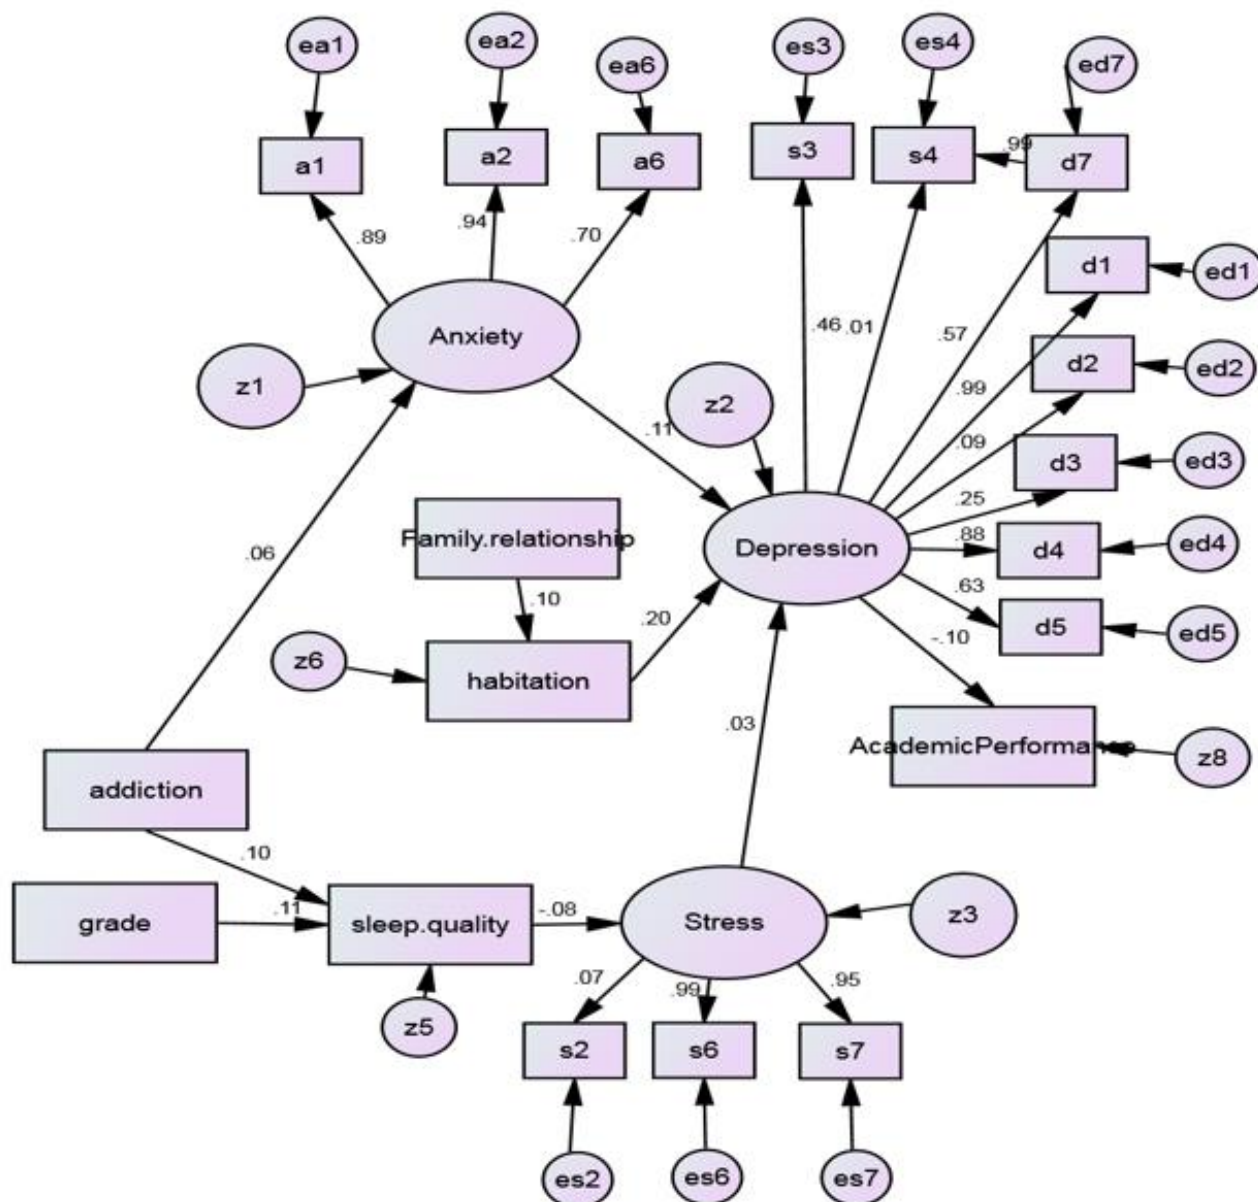 ea1
ea2
ea6
es3
es4
ed7
a1
a2
a6
s3
s4
.99
d7
.89
.94
.70
d1
ed1
Anxiety
.46
.01
.57
d2
ed2
z1
z2
.99
.11
.09
d3
ed3
.25
Family.relationship
Depression
.88
d4
ed4
.06
.10
.63
.20
d5
ed5
z6
habitation
-.10
.03
AcademicPerformance
z8
addiction
.10
grade
.11
sleep.quality
-.08
Stress
z3
.07
.99
.95
z5
s2
s6
s7
es2
es6
es7